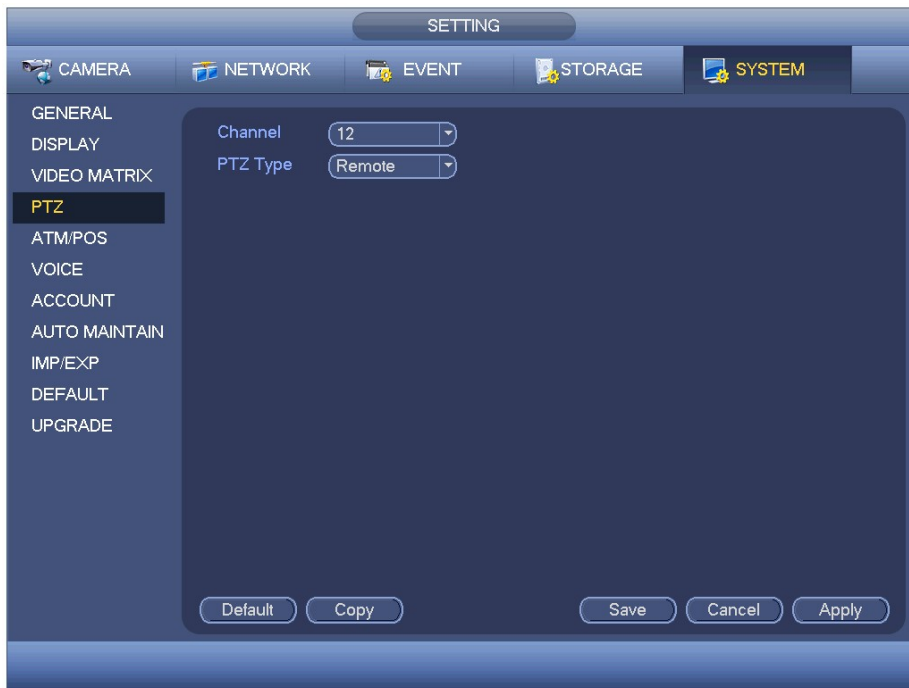 SETTING
CAMERA NETWORK EVENT STORAGE SYSTEM
GENERAL
DISPLAY
VIDEO MATRIX
PTZ
ATM/POS
VOICE
ACCOUNT
AUTO MAINTAIN
IMP/EXP
DEFAULT
UPGRADE
Channel 12
PTZ Type Remote
Default Copy Save Cancel Apply